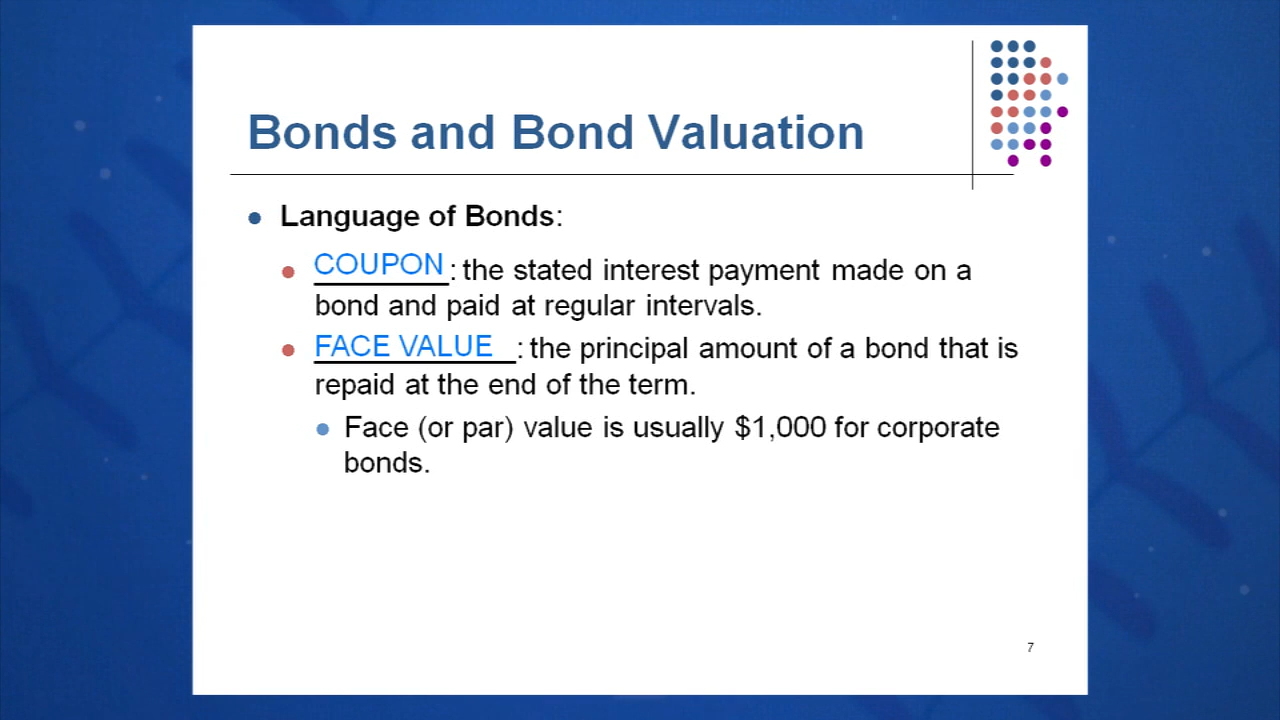 Bonds and Bond Valuation
Language of Bonds:
COUPON: the stated interest payment made on a
bond and paid at regular intervals.
FACE VALUE: the principal amount of a bond that is
repaid at the end of the term.
Face (or par) value is usually $1,000 for corporate
bonds.
7